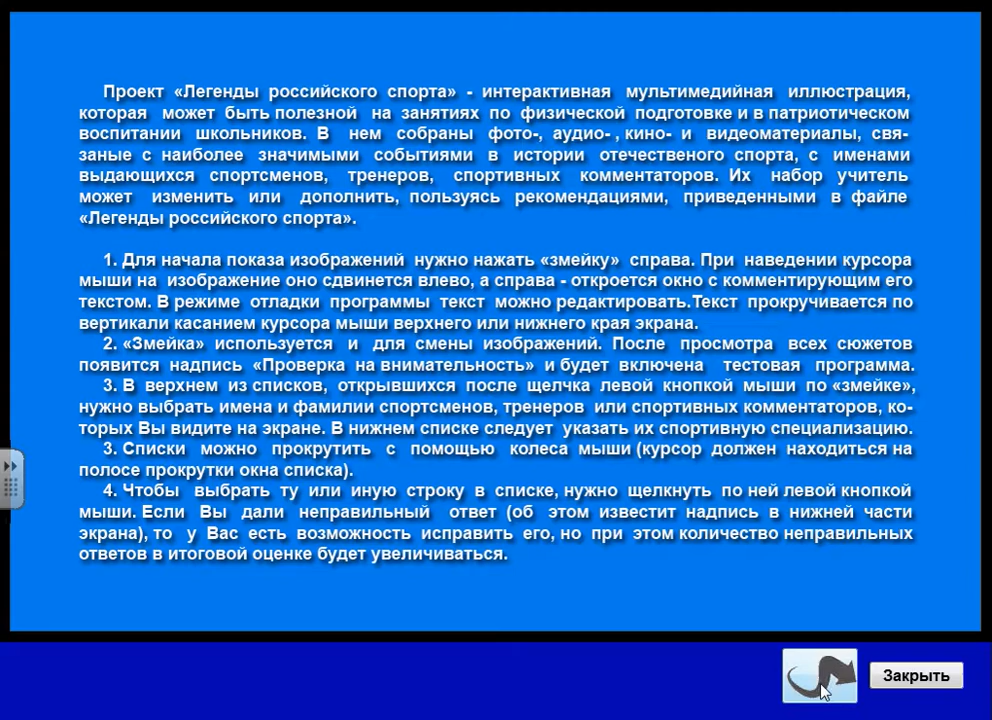 Проект «Легенды российского спорта» - интерактивная мультимедийная иллюстрация,
которая может быть полезной на занятиях по физической подготовке и в патриотическом
воспитании школьников. В нем собраны фото-, аудио- , кино- и видеоматериалы, свя-
заные с наиболее значимыми событиями в истории отечественого спорта, с именами
выдающихся спортсменов, тренеров, спортивных комментаторов. Их набор учитель
может изменить или дополнить, пользуясь рекомендациями, приведенными в файле
«Легенды российского спорта».
1. Для начала показа изображений нужно нажать «змейку» справа. При наведении курсора
мыши на изображение оно сдвинется влево, а справа - откроется окно с комментирующим его
текстом. В режиме отладки программы текст можно редактировать.Текст прокручивается по
вертикали касанием курсора мыши верхнего или нижнего края экрана.
2. «Змейка» используется и для смены изображений. После просмотра всех сюжетов
появится надпись «Проверка на внимательность» и будет включена тестовая программа.
3. В верхнем из списков, открывшихся после щелчка левой кнопкой мыши по «змейке»,
нужно выбрать имена и фамилии спортсменов, тренеров или спортивных комментаторов, ко-
торых Вы видите на экране. В нижнем списке следует указать их спортивную специализацию.
3. Списки можно прокрутить с помощью колеса мыши (курсор должен находиться на
полосе прокрутки окна списка).
4. Чтобы выбрать ту или иную строку в списке, нужно щелкнуть по ней левой кнопкой
мыши. Если Вы дали неправильный ответ (об этом известит надпись в нижней части
экрана), то у Вас есть возможность исправить его, но при этом количество неправильных
ответов в итоговой оценке будет увеличиваться.
Закрыть